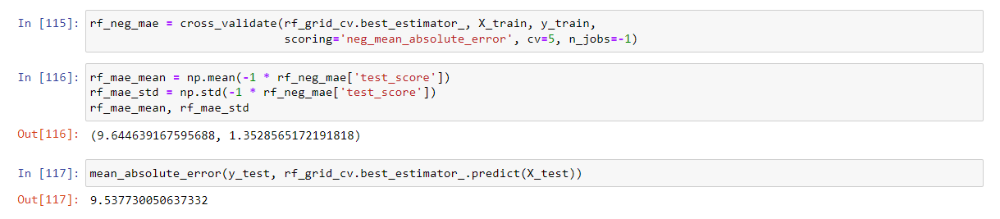 In [115]: rf_neg_mae = cross_validate(rf_grid_cv.best_estimator_, X_train, y_train,
scoring='neg_mean_absolute_error', cv=5, n_jobs=-1)
In [116]: rf_mae_mean = np.mean(-1 * rf_neg_mae['test_score'])
rf_mae_std = np.std(-1 * rf_neg_mae['test_score'])
rf_mae_mean, rf_mae_std
Out[116]: (9.644639167595688, 1.3528565172191818)
In [117]: mean_absolute_error(y_test, rf_grid_cv.best_estimator_.predict(X_test))
Out[117]: 9.537730050637332